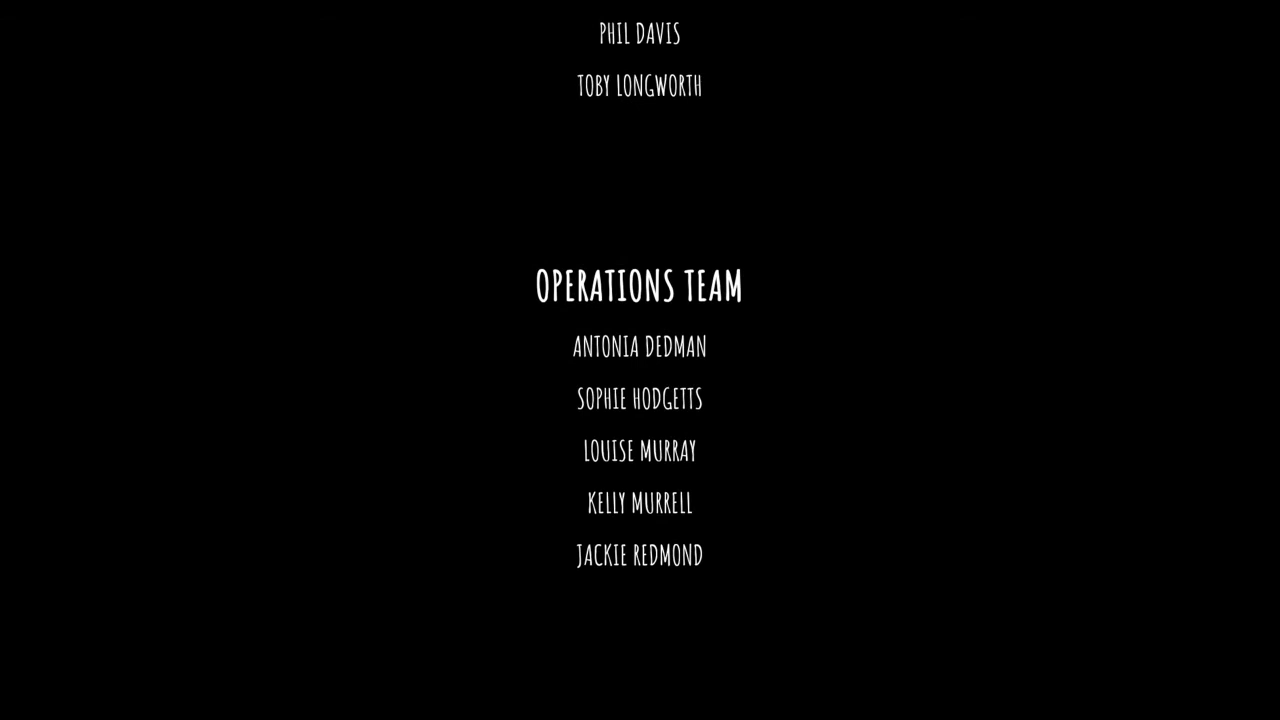 PHIL DAVIS
TOBY LONGWORTH
OPERATIONS TEAM
ANTONIA DEDMAN
SOPHIE HODGETTS
LOUISE MURRAY
KELLY MURRELL
JACKIE REDMOND